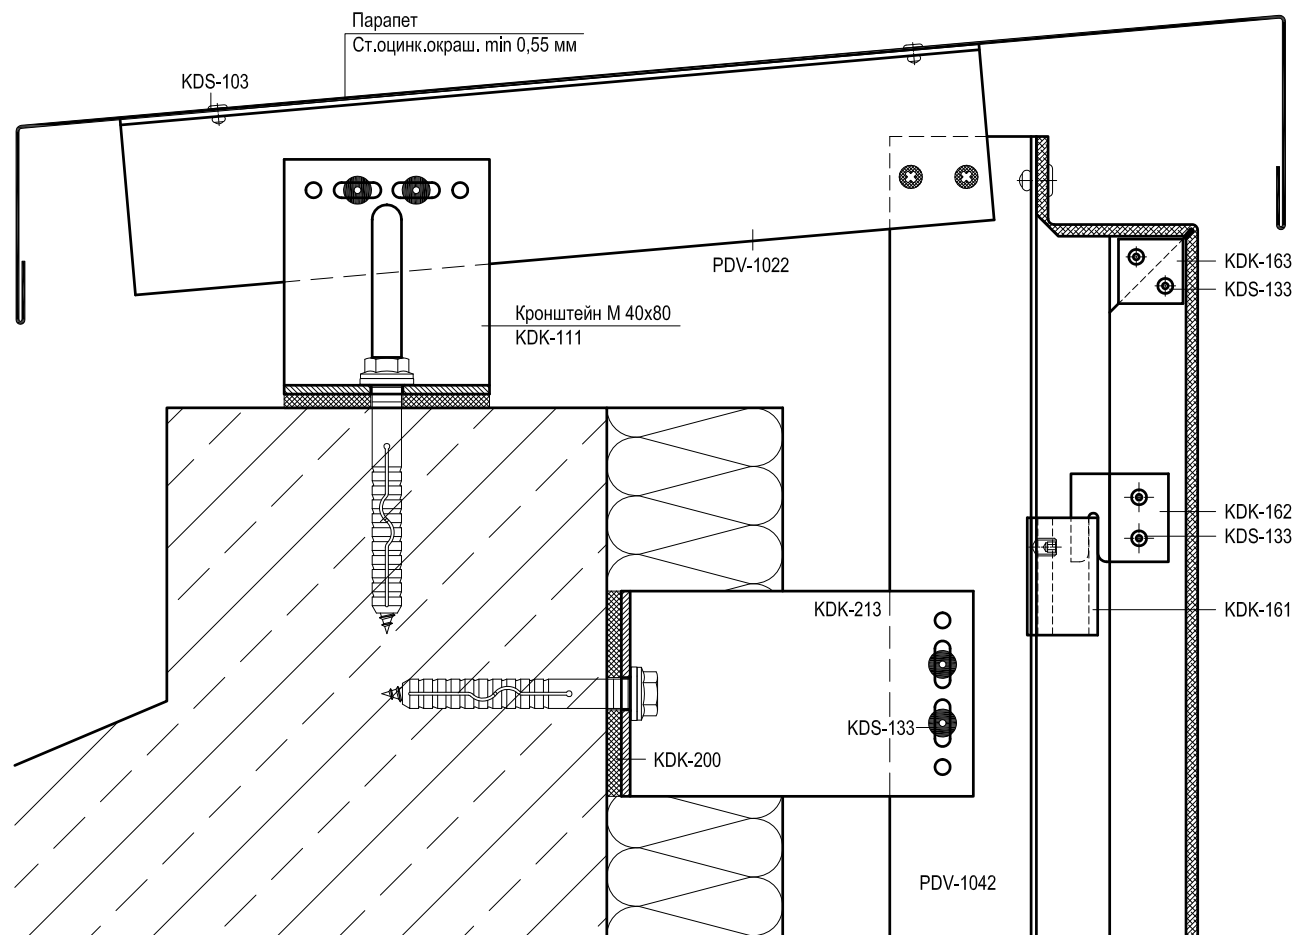 Парапет
Ст.оцинк.окраш. min 0,55 мм
KDS-103
PDV-1022
KDK-163
KDS-133
Кронштейн М 40х80
KDK-111
KDK-162
KDS-133
KDK-213
KDK-161
KDS-133
KDK-200
PDV-1042